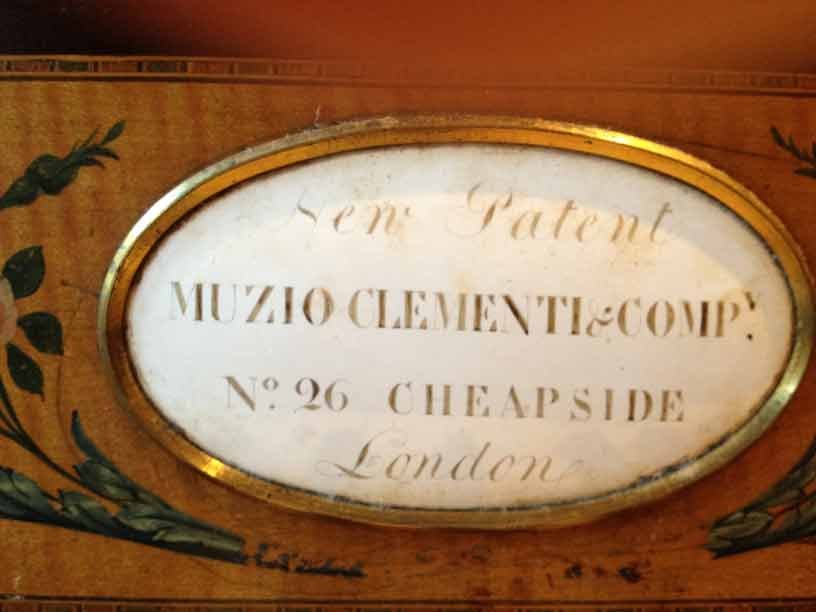 New Patent
MUZIO CLEMENTI & COMPY.
No. 26 CHEAPSIDE
London